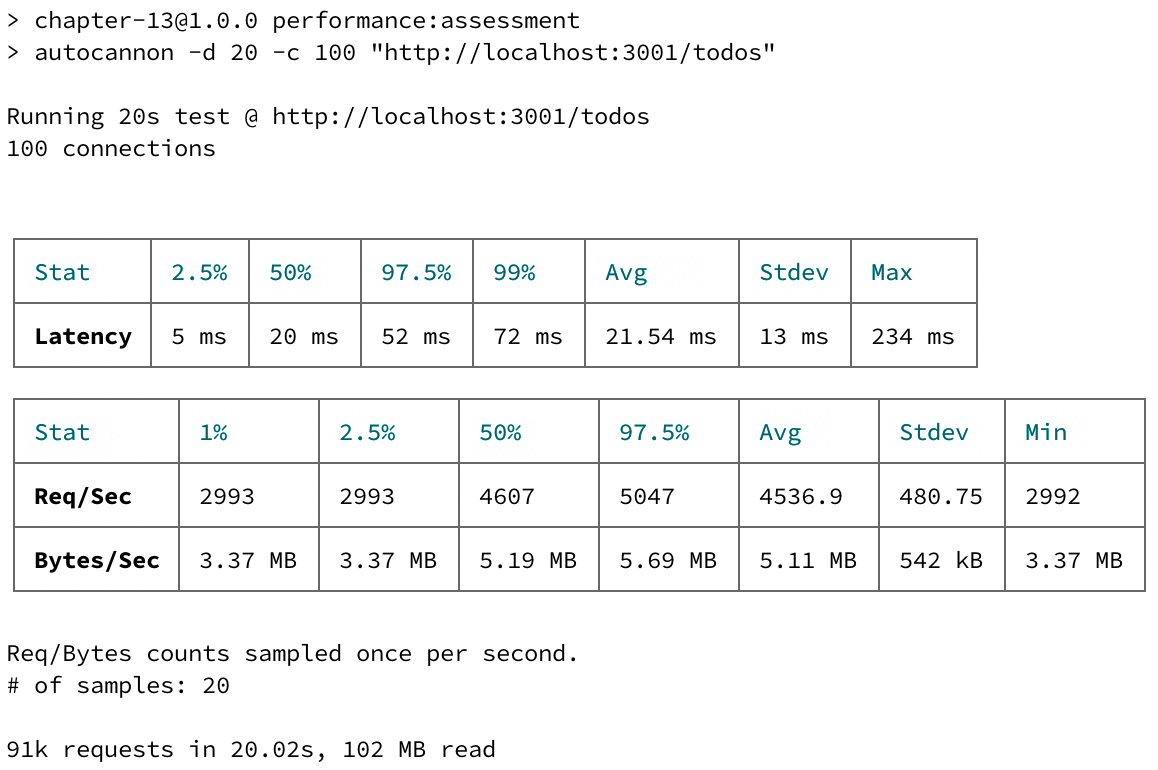 > chapter-13@1.0.0 performance:assessment
> autocannon -d 20 -c 100 "http://localhost:3001/todos"
Running 20s test @ http://localhost:3001/todos
100 connections
Stat 2.5% 50% 97.5% 99% Avg Stdev Max
Latency 5 ms 20 ms 52 ms 72 ms 21.54 ms 13 ms 234 ms
Stat 1% 2.5% 50% 97.5% Avg Stdev Min
Req/Sec 2993 2993 4607 5047 4536.9 480.75 2992
Bytes/Sec 3.37 MB 3.37 MB 5.19 MB 5.69 MB 5.11 MB 542 kB 3.37 MB
Req/Bytes counts sampled once per second.
# of samples: 20
91k requests in 20.02s, 102 MB read